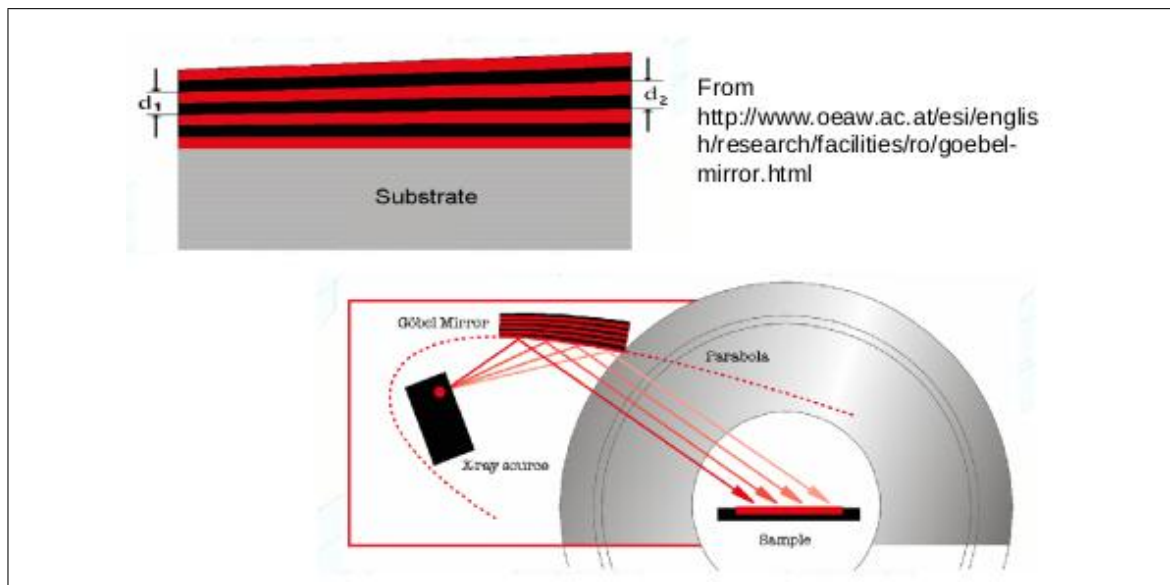 d₁
d₂
Substrate
From
http://www.oeaw.ac.at/esi/englis
h/research/facilities/ro/goebel-
mirror.html
Göbel Mirror
Parabola
X-ray source
Sample